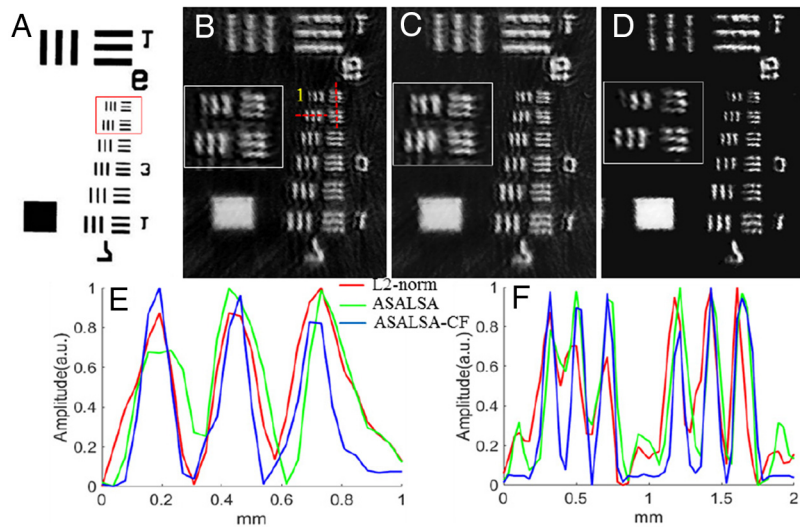 A
B
C
D
e
1
3
E
L2-norm
ASALSA
ASALSA-CF
F
Amplitude(a.u.)
1
0.8
0.6
0.4
0.2
0
0 0.2 0.4 0.6 0.8 1
mm
Amplitude(a.u.)
1
0.8
0.6
0.4
0.2
0
0 0.5 1 1.5 2
mm